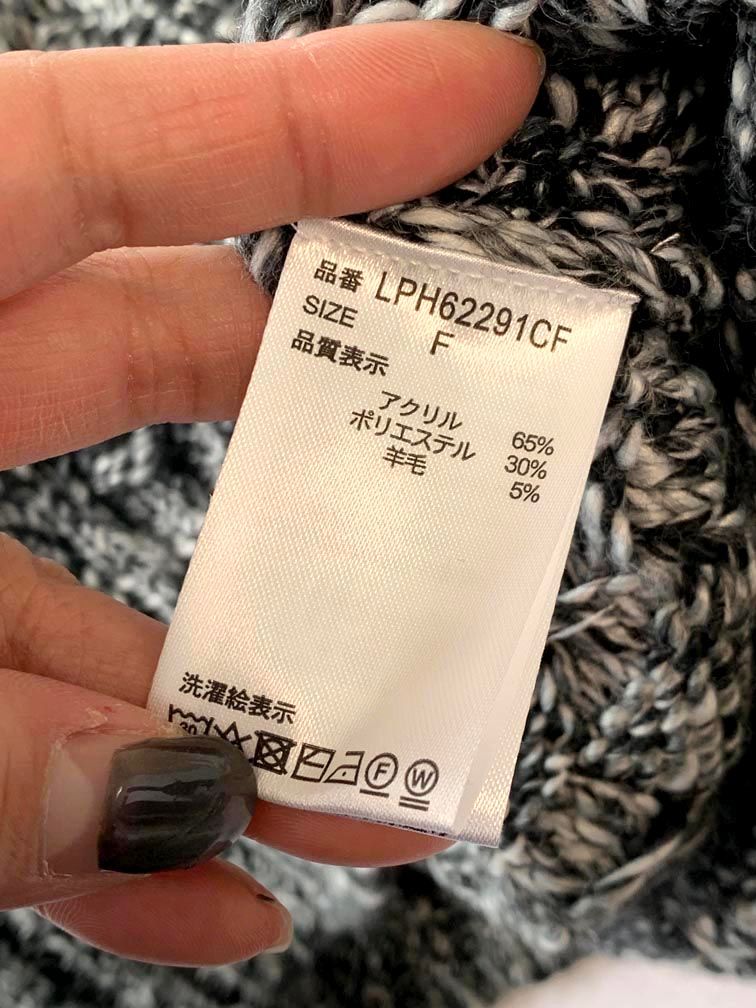 品番 LPH62291CF
SIZE F
品質表示
アクリル 65%
ポリエステル 30%
羊毛 5%
洗濯絵表示
30
F W